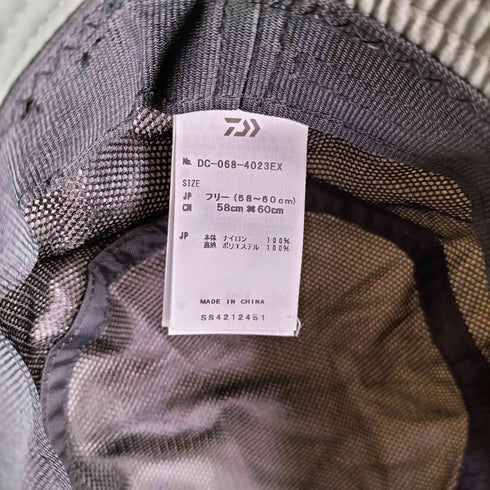 No. DC-068-4023EX
SIZE
JP フリー (58~60cm)
CN 58cm 至60cm
JP 本体 ナイロン 100%
裏地 ポリエステル 100%
MADE IN CHINA
SS4212451